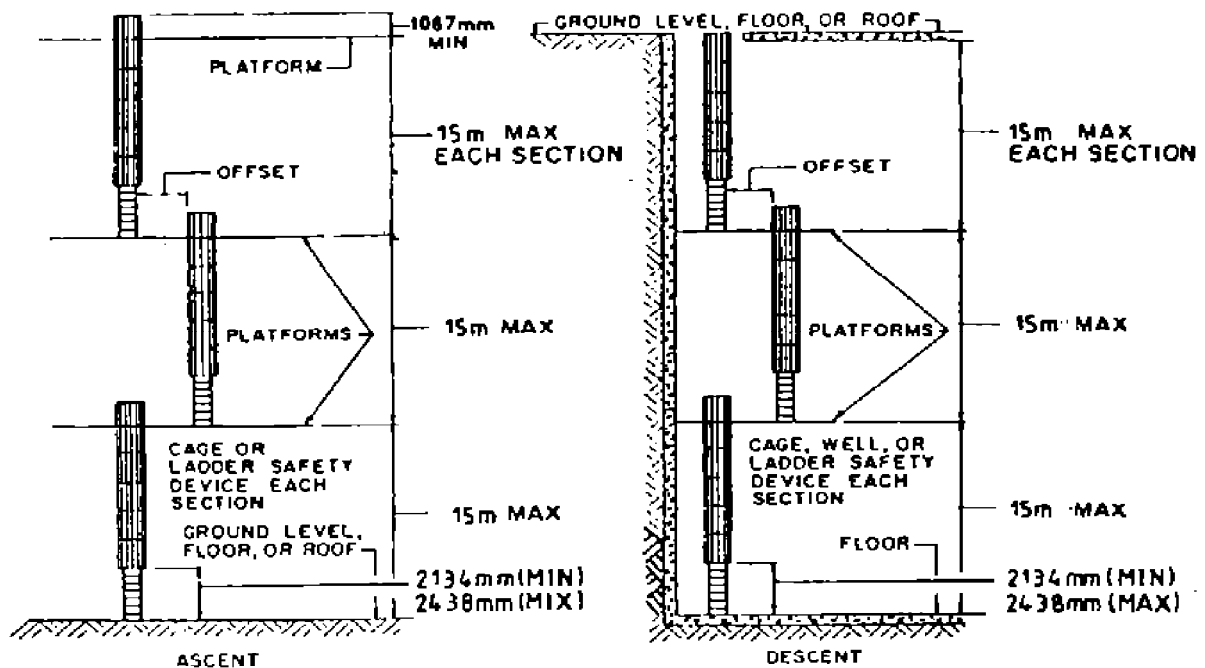 1067mm
MIN
PLATFORM
15m MAX
EACH SECTION
OFFSET
PLATFORMS
15m MAX
CAGE OR
LADDER SAFETY
DEVICE EACH
SECTION
15m MAX
GROUND LEVEL,
FLOOR, OR ROOF
2134mm(MIN)
2438mm(MIX)
ASCENT
GROUND LEVEL, FLOOR, OR ROOF
15m MAX
EACH SECTION
OFFSET
PLATFORMS
15m MAX
CAGE, WELL, OR
LADDER SAFETY
DEVICE EACH
SECTION
15m MAX
FLOOR
2134mm(MIN)
2438mm(MAX)
DESCENT